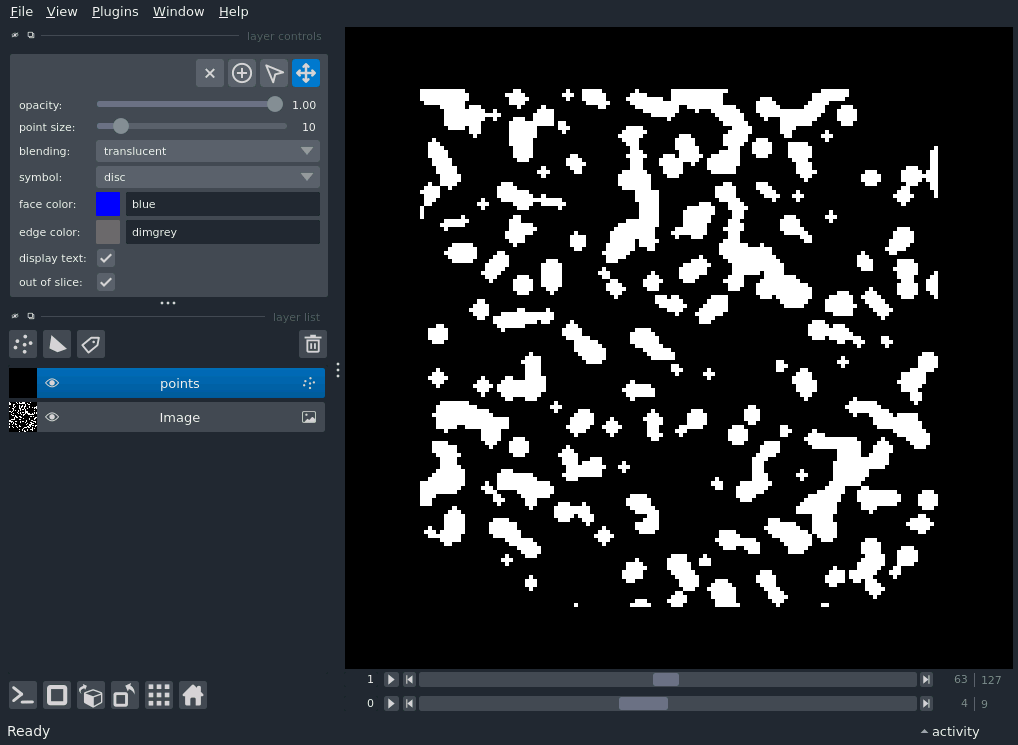 File View Plugins Window Help
layer controls
opacity: 1.00
point size: 10
blending: translucent
symbol: disc
face color: blue
edge color: dimgrey
display text:
out of slice:
layer list
points
Image
1 63 127
0 4 9
Ready activity